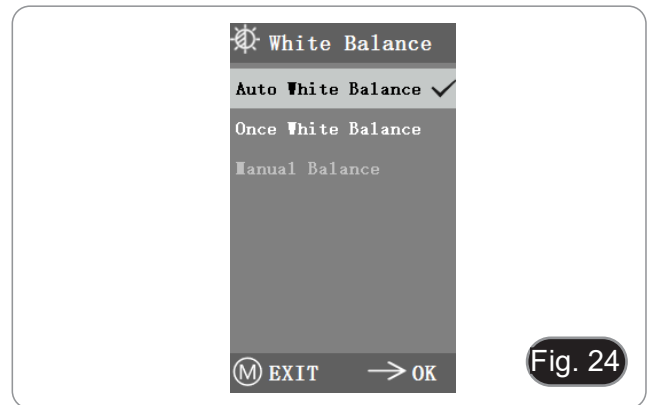 White Balance
Auto White Balance
Once White Balance
Manual Balance
M EXIT → OK
Fig. 24